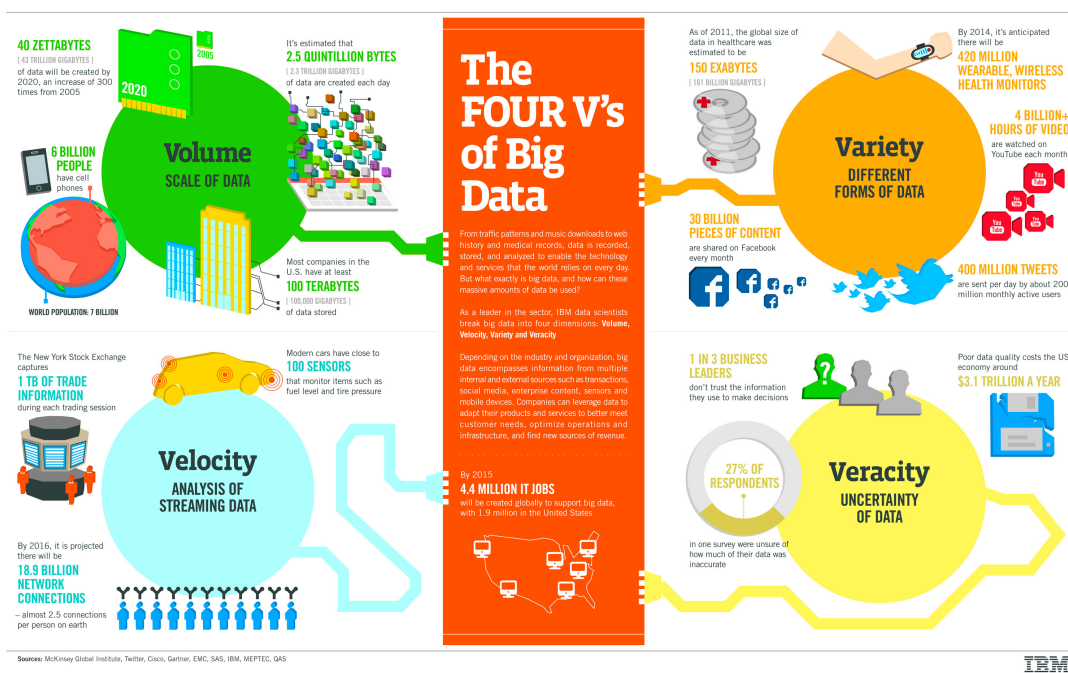 40 ZETTABYTES
[ 43 TRILLION GIGABYTES ]
of data will be created by
2020, an increase of 300
times from 2005
2020
2005
It's estimated that
2.5 QUINTILLION BYTES
[ 2.3 TRILLION GIGABYTES ]
of data are created each day
6 BILLION
PEOPLE
have cell
phones
WORLD POPULATION: 7 BILLION
Volume
SCALE OF DATA
Most companies in the
U.S. have at least
100 TERABYTES
[ 100,000 GIGABYTES ]
of data stored
The New York Stock Exchange
captures
1 TB OF TRADE
INFORMATION
during each trading session
Modern cars have close to
100 SENSORS
that monitor items such as
fuel level and tire pressure
Velocity
ANALYSIS OF
STREAMING DATA
By 2016, it is projected
there will be
18.9 BILLION
NETWORK
CONNECTIONS
– almost 2.5 connections
per person on earth
The
FOUR V's
of Big
Data
From traffic patterns and music downloads to web
history and medical records, data is recorded,
stored, and analyzed to enable the technology
and services that the world relies on every day.
But what exactly is big data, and how can these
massive amounts of data be used?
As a leader in the sector, IBM data scientists
break big data into four dimensions: Volume,
Velocity, Variety and Veracity
Depending on the industry and organization, big
data encompasses information from multiple
internal and external sources such as transactions,
social media, enterprise content, sensors and
mobile devices. Companies can leverage data to
adapt their products and services to better meet
customer needs, optimize operations and
infrastructure, and find new sources of revenue.
By 2015
4.4 MILLION IT JOBS
will be created globally to support big data,
with 1.9 million in the United States
As of 2011, the global size of
data in healthcare was
estimated to be
150 EXABYTES
[ 161 BILLION GIGABYTES ]
By 2014, it's anticipated
there will be
420 MILLION
WEARABLE, WIRELESS
HEALTH MONITORS
4 BILLION+
HOURS OF VIDEO
are watched on
YouTube each month
You
Tube
You
Tube
You
Tube
You
Tube
Variety
DIFFERENT
FORMS OF DATA
30 BILLION
PIECES OF CONTENT
are shared on Facebook
every month
f
f
f
f
f
f
400 MILLION TWEETS
are sent per day by about 200
million monthly active users
1 IN 3 BUSINESS
LEADERS
don't trust the information
they use to make decisions
?
Poor data quality costs the US
economy around
$3.1 TRILLION A YEAR
27% OF
RESPONDENTS
in one survey were unsure of
how much of their data was
inaccurate
Veracity
UNCERTAINTY
OF DATA
Sources: McKinsey Global Institute, Twitter, Cisco, Gartner, EMC, SAS, IBM, MEPTEC, QAS
IBM